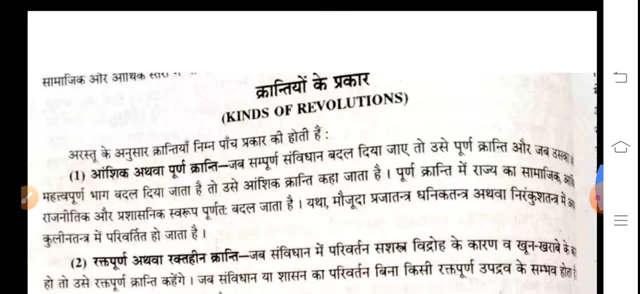 सामाजिक और आर्थिक
क्रान्तियों के प्रकार
(KINDS OF REVOLUTIONS)
अरस्तू के अनुसार क्रान्तियाँ निम्न पाँच प्रकार की होती हैं :
(1) आंशिक अथवा पूर्ण क्रान्ति–जब सम्पूर्ण संविधान बदल दिया जाए तो उसे पूर्ण क्रान्ति और जब उसका
महत्त्वपूर्ण भाग बदल दिया जाता है तो उसे आंशिक क्रान्ति कहा जाता है। पूर्ण क्रान्ति में राज्य का सामाजिक,
राजनीतिक और प्रशासनिक स्वरूप पूर्णतः बदल जाता है। यथा, मौजूदा प्रजातन्त्र धनिकतन्त्र अथवा निरंकुशतन्त्र में
कुलीनतन्त्र में परिवर्तित हो जाता है।
(2) रक्तपूर्ण अथवा रक्तहीन क्रान्ति–जब संविधान में परिवर्तन सशस्त्र विद्रोह के कारण व खून-खराबे के
हो तो उसे रक्तपूर्ण क्रान्ति कहेंगे। जब संविधान या शासन का परिवर्तन बिना किसी रक्तपूर्ण उपद्रव के सम्भव होता